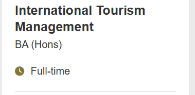 International Tourism
Management
BA (Hons)
Full-time